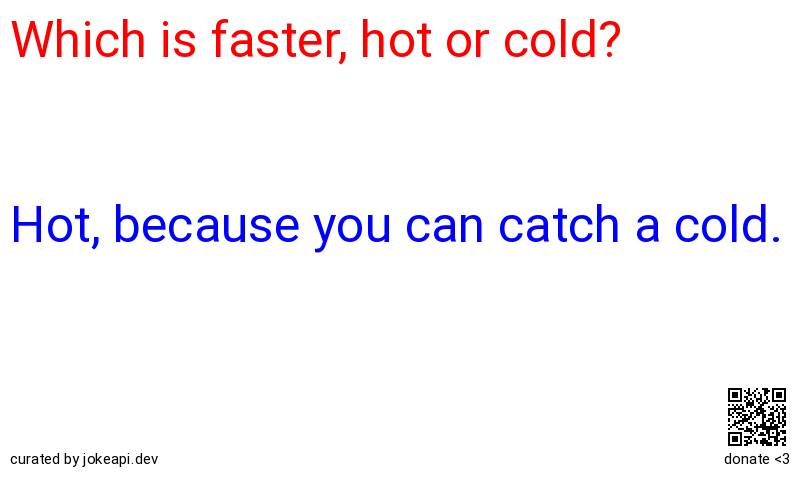 Which is faster, hot or cold?
Hot, because you can catch a cold.
curated by jokeapi.dev
donate <3